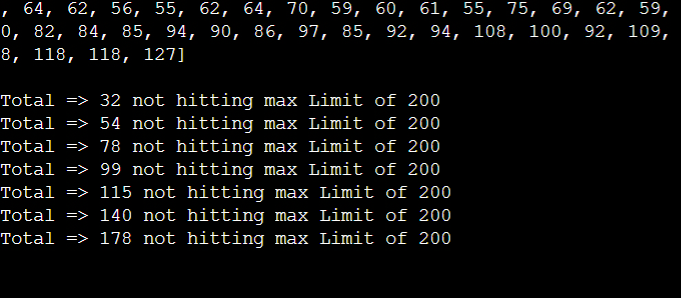 , 64, 62, 56, 55, 62, 64, 70, 59, 60, 61, 55, 75, 69, 62, 59,
0, 82, 84, 85, 94, 90, 86, 97, 85, 92, 94, 108, 100, 92, 109,
8, 118, 118, 127]
Total => 32 not hitting max Limit of 200
Total => 54 not hitting max Limit of 200
Total => 78 not hitting max Limit of 200
Total => 99 not hitting max Limit of 200
Total => 115 not hitting max Limit of 200
Total => 140 not hitting max Limit of 200
Total => 178 not hitting max Limit of 200